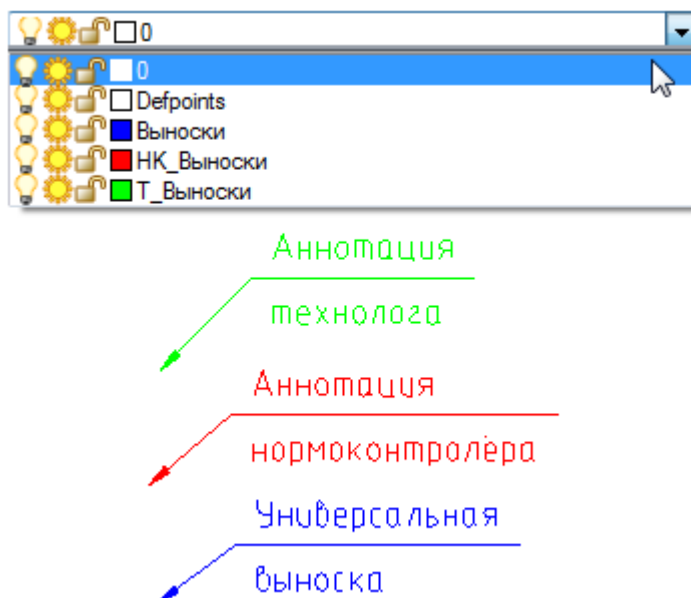 0
0
Defpoints
Выноски
НК_Выноски
Т_Выноски
Аннотация
технолога
Аннотация
нормоконтролёра
Универсальная
выноска